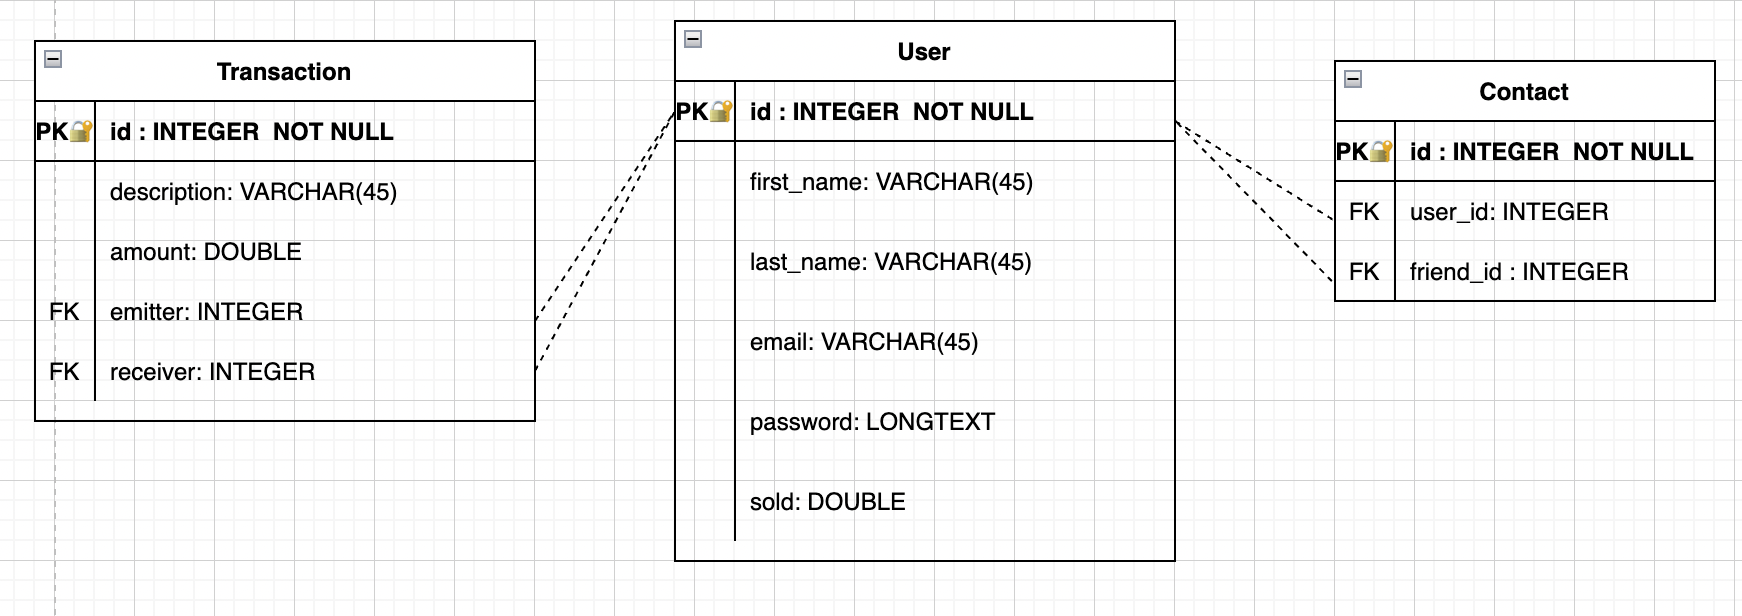 Transaction
PK id : INTEGER  NOT NULL
description: VARCHAR(45)
amount: DOUBLE
FK emitter: INTEGER
FK receiver: INTEGER
User
PK id : INTEGER  NOT NULL
first_name: VARCHAR(45)
last_name: VARCHAR(45)
email: VARCHAR(45)
password: LONGTEXT
sold: DOUBLE
Contact
PK id : INTEGER  NOT NULL
FK user_id: INTEGER
FK friend_id : INTEGER